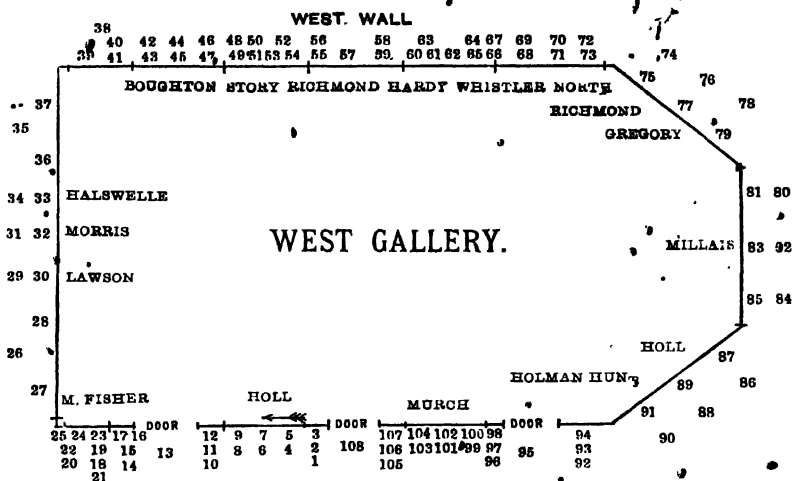 WEST. WALL
38
40 42 44 46 48 50 52 56 58 63 64 67 69 70 72
39 41 43 45 47 49 51 53 54 55 57 59 60 61 62 65 66 68 71 73
74
75 76
BOUGHTON STORY RICHMOND HARDY WHISTLER NORTH
37 RICHMOND 77 78
35 GREGORY 79
36
34 33 HALSWELLE 81 80
31 32 MORRIS WEST GALLERY. MILLAIS 83 92
29 30 LAWSON
85 84
28
26 HOLL 87
HOLMAN HUNT 89 86
27 M. FISHER HOLL MURCH 91 88
DOOR DOOR DOOR
25 24 23 17 16 12 9 7 5 3 107 104 102 100 98 94 90
22 19 15 13 11 8 6 4 2 108 106 103 101 99 97 95 93
20 18 14 10 1 105 96 92
21